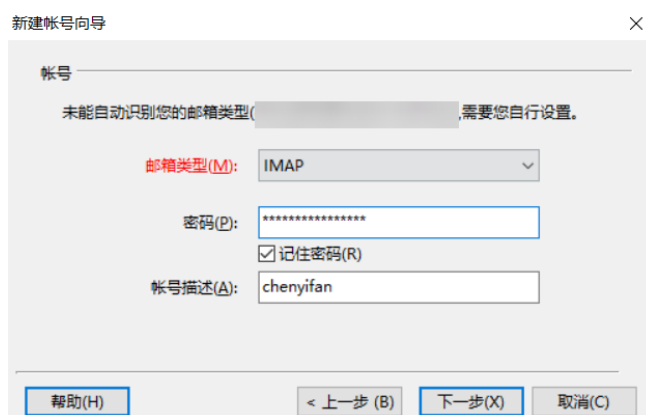 新建帐号向导
帐号
未能自动识别您的邮箱类型( ,需要您自行设置。
邮箱类型(M): IMAP
密码(P): ****************
记住密码(R)
帐号描述(A): chenyifan
帮助(H) < 上一步 (B) 下一步(X) 取消(C)